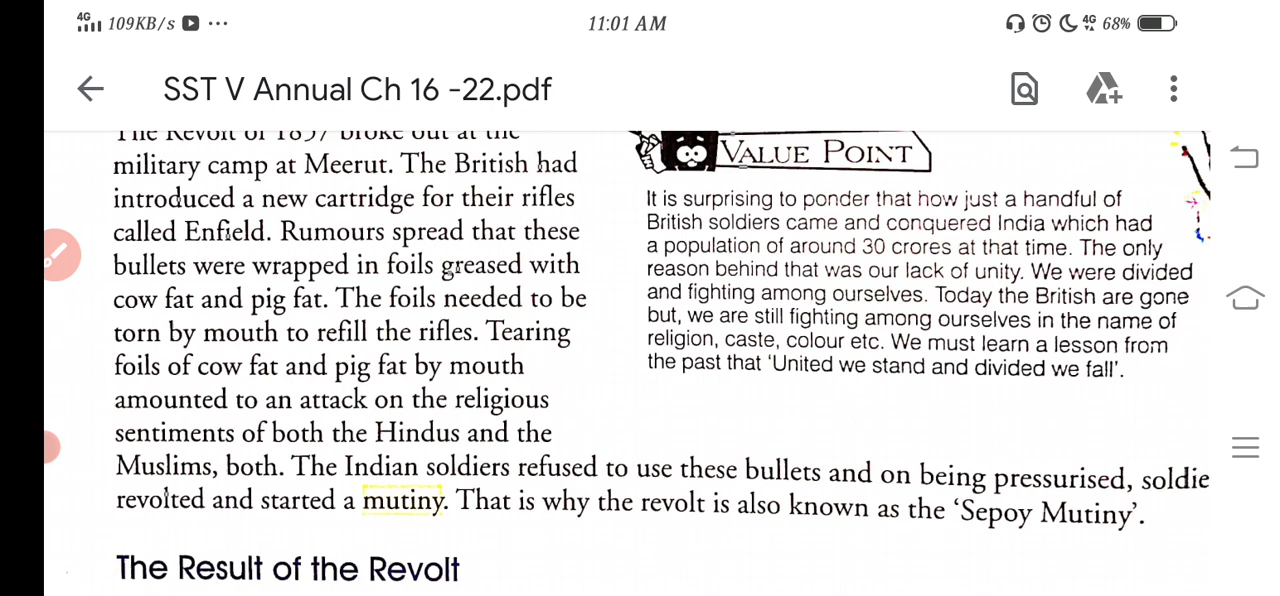 4G 109KB/s ... 11:01 AM 4G 68%
SST V Annual Ch 16 -22.pdf
The Revolt of 1857 broke out at the
military camp at Meerut. The British had
introduced a new cartridge for their rifles
called Enfield. Rumours spread that these
bullets were wrapped in foils greased with
cow fat and pig fat. The foils needed to be
torn by mouth to refill the rifles. Tearing
foils of cow fat and pig fat by mouth
amounted to an attack on the religious
sentiments of both the Hindus and the
Muslims, both. The Indian soldiers refused to use these bullets and on being pressurised, soldie
revolted and started a mutiny. That is why the revolt is also known as the ‘Sepoy Mutiny’.
VALUE POINT
It is surprising to ponder that how just a handful of
British soldiers came and conquered India which had
a population of around 30 crores at that time. The only
reason behind that was our lack of unity. We were divided
and fighting among ourselves. Today the British are gone
but, we are still fighting among ourselves in the name of
religion, caste, colour etc. We must learn a lesson from
the past that ‘United we stand and divided we fall’.
The Result of the Revolt